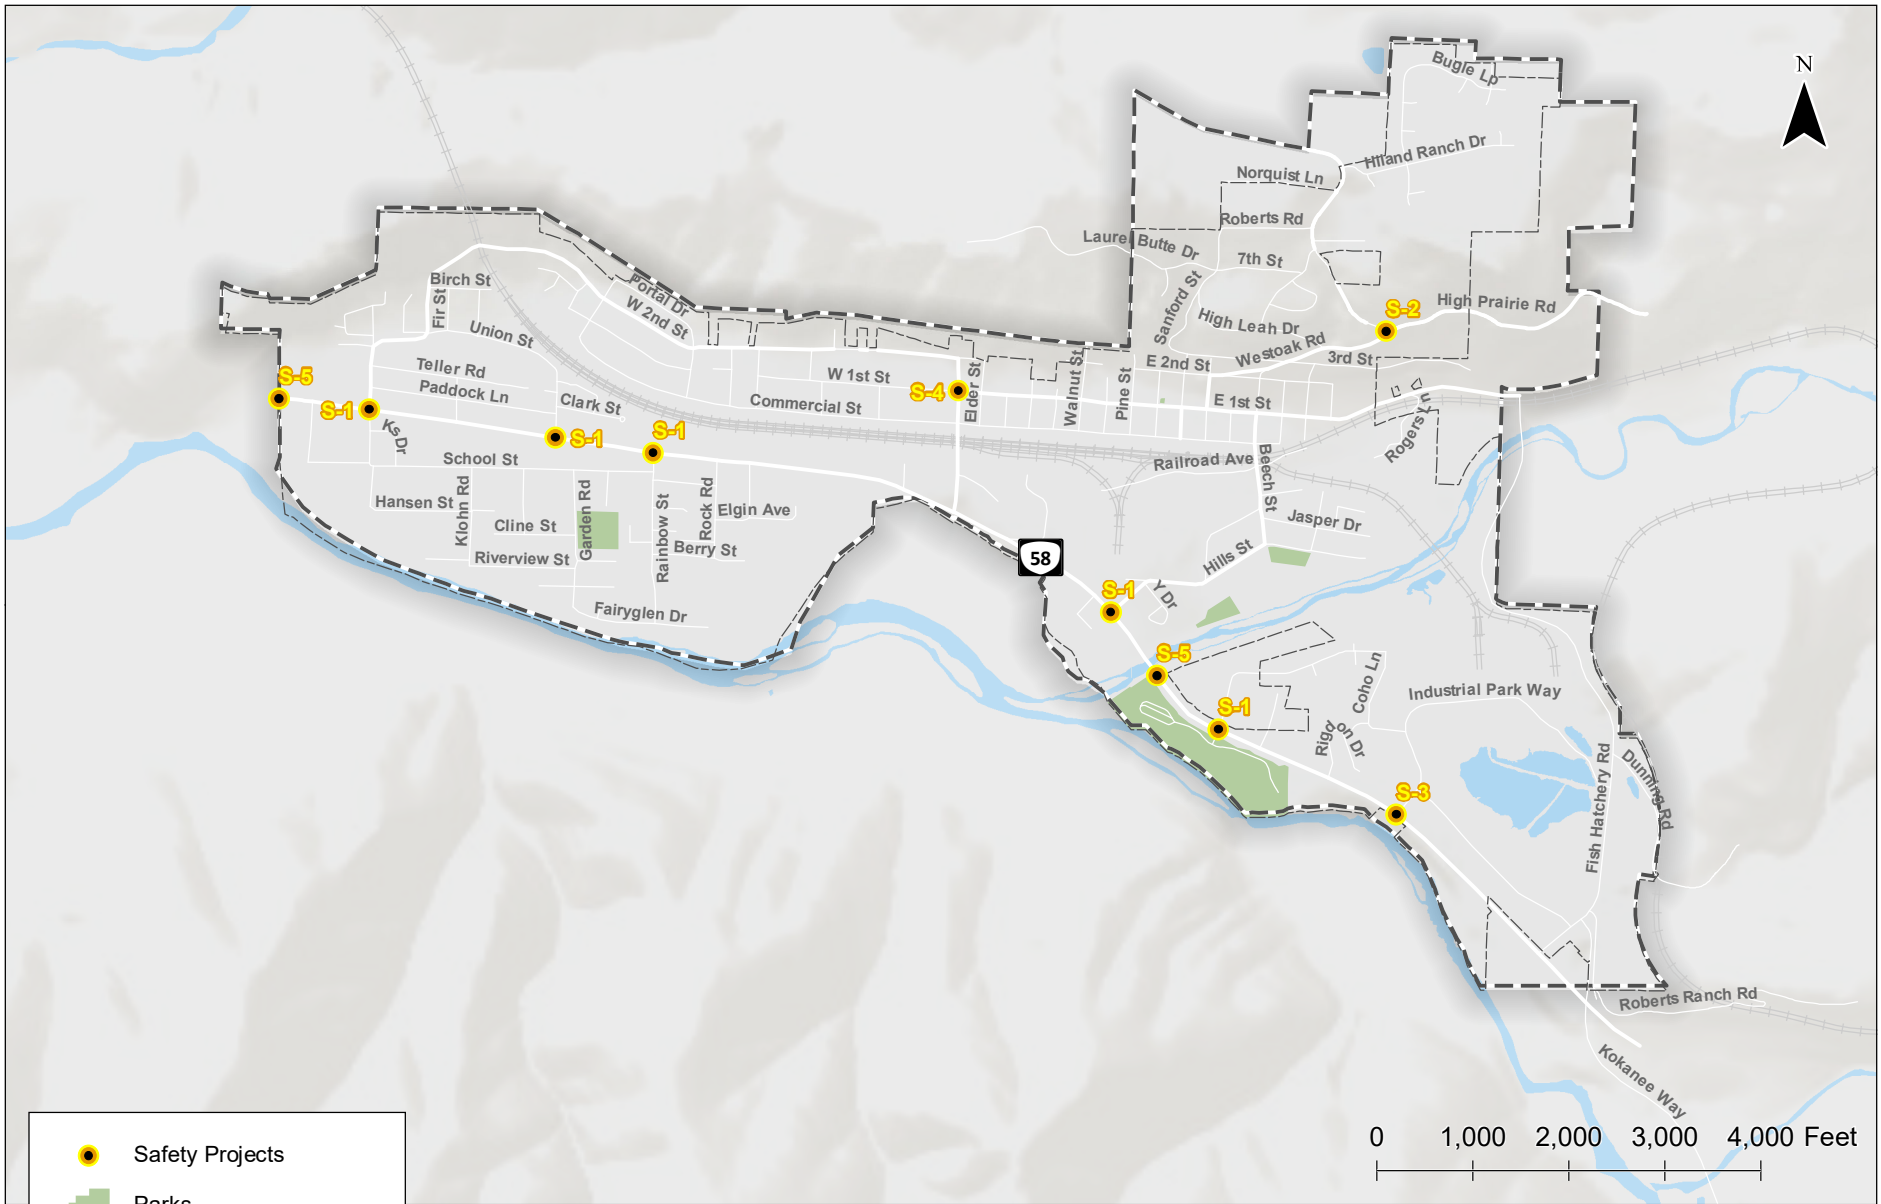 N
Bugle Lp
Hiland Ranch Dr
Norquist Ln
Roberts Rd
Laurel Butte Dr
7th St
Sanford St
High Prairie Rd
S-2
High Leah Dr
Westoak Rd
3rd St
E 2nd St
Birch St
Fir St
Portal Dr
W 2nd St
Union St
Teller Rd
Paddock Ln
Clark St
W 1st St
Commercial St
S-4
Elder St
Walnut St
Pine St
E 1st St
Rogers Ln
S-5
S-1
Ks Dr
S-1
S-1
School St
Railroad Ave
Beech St
Hansen St
Klohn Rd
Cline St
Garden Rd
Rainbow St
Rock Rd
Elgin Ave
Jasper Dr
Riverview St
Berry St
Hills St
58
Fairyglen Dr
S-1
Y Dr
S-5
Coho Ln
Industrial Park Way
S-1
Rigdon Dr
Fish Hatchery Rd
Dunning Rd
S-3
Roberts Ranch Rd
Kokanee Way
0 1,000 2,000 3,000 4,000 Feet
Safety Projects
Parks